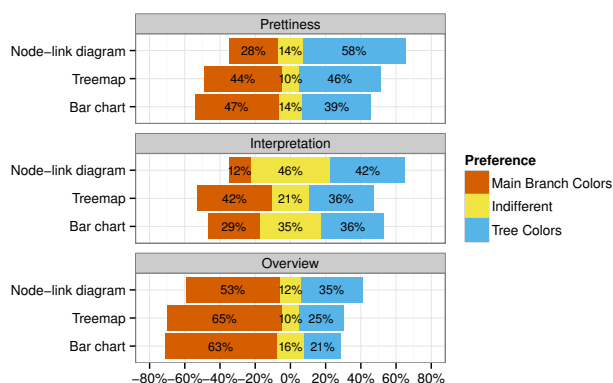 Prettiness
Node−link diagram 28% 14% 58%
Treemap 44% 10% 46%
Bar chart 47% 14% 39%
Interpretation
Node−link diagram 12% 46% 42%
Treemap 42% 21% 36%
Bar chart 29% 35% 36%
Preference
Main Branch Colors
Indifferent
Tree Colors
Overview
Node−link diagram 53% 12% 35%
Treemap 65% 10% 25%
Bar chart 63% 16% 21%
−80% −60% −40% −20% 0% 20% 40% 60% 80%